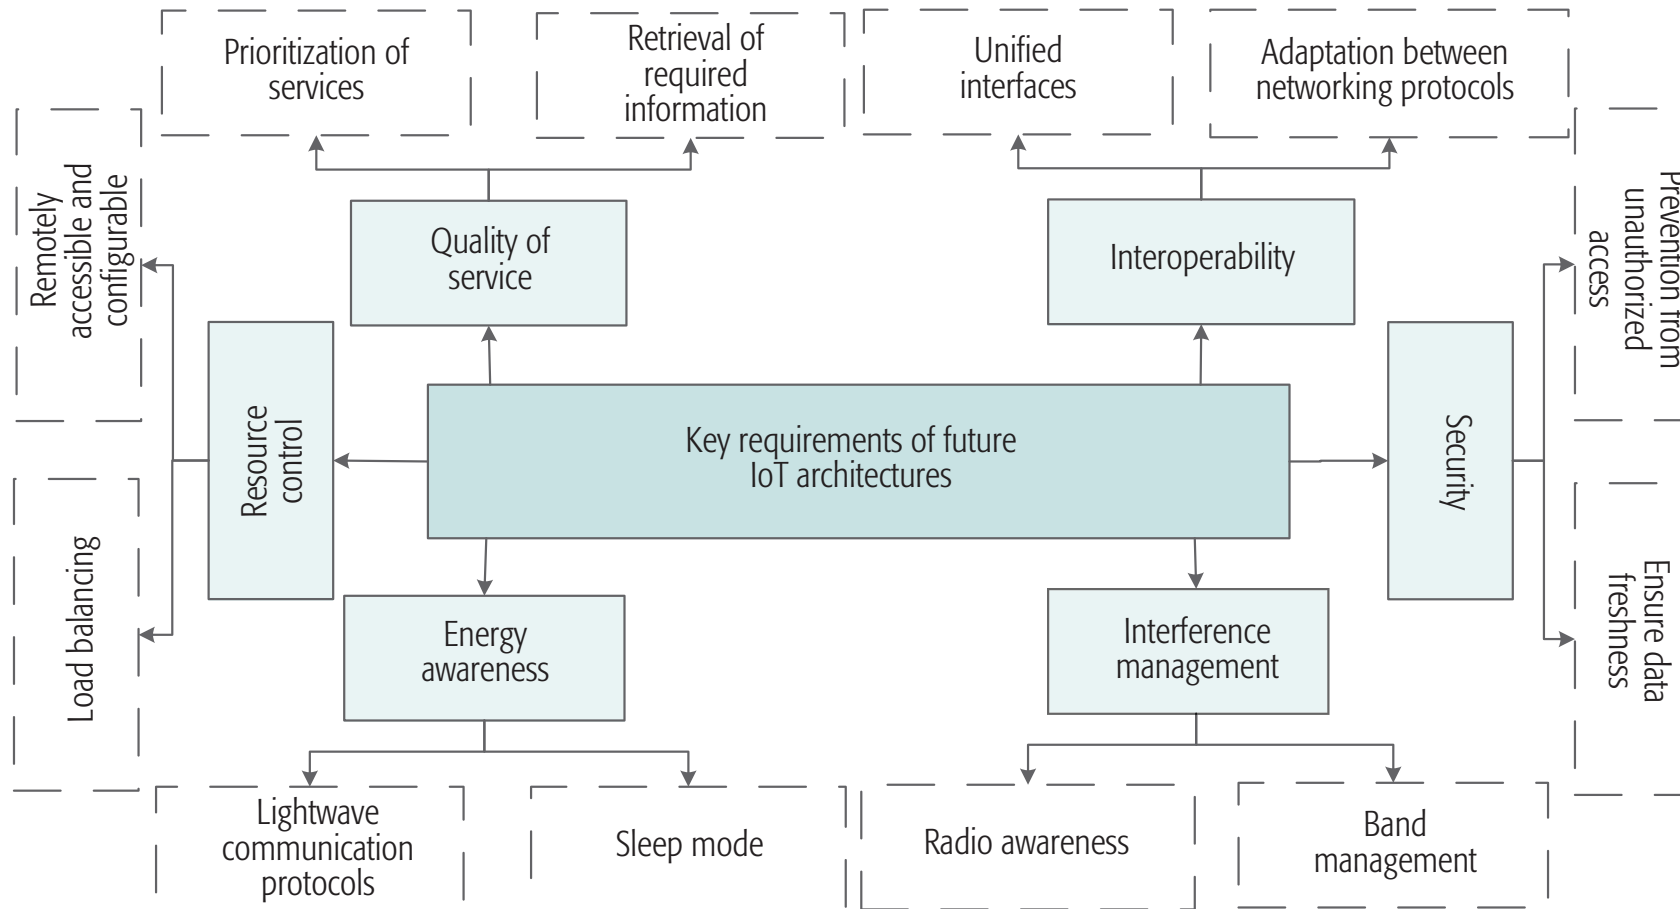 Prioritization of
services
Retrieval of
required
information
Unified
interfaces
Adaptation between
networking protocols
Remotely
accessible and
configurable
Quality of
service
Interoperability
Prevention from
unauthorized
access
Resource
control
Key requirements of future
IoT architectures
Security
Load balancing
Energy
awareness
Interference
management
Ensure data
freshness
Lightwave
communication
protocols
Sleep mode
Radio awareness
Band
management